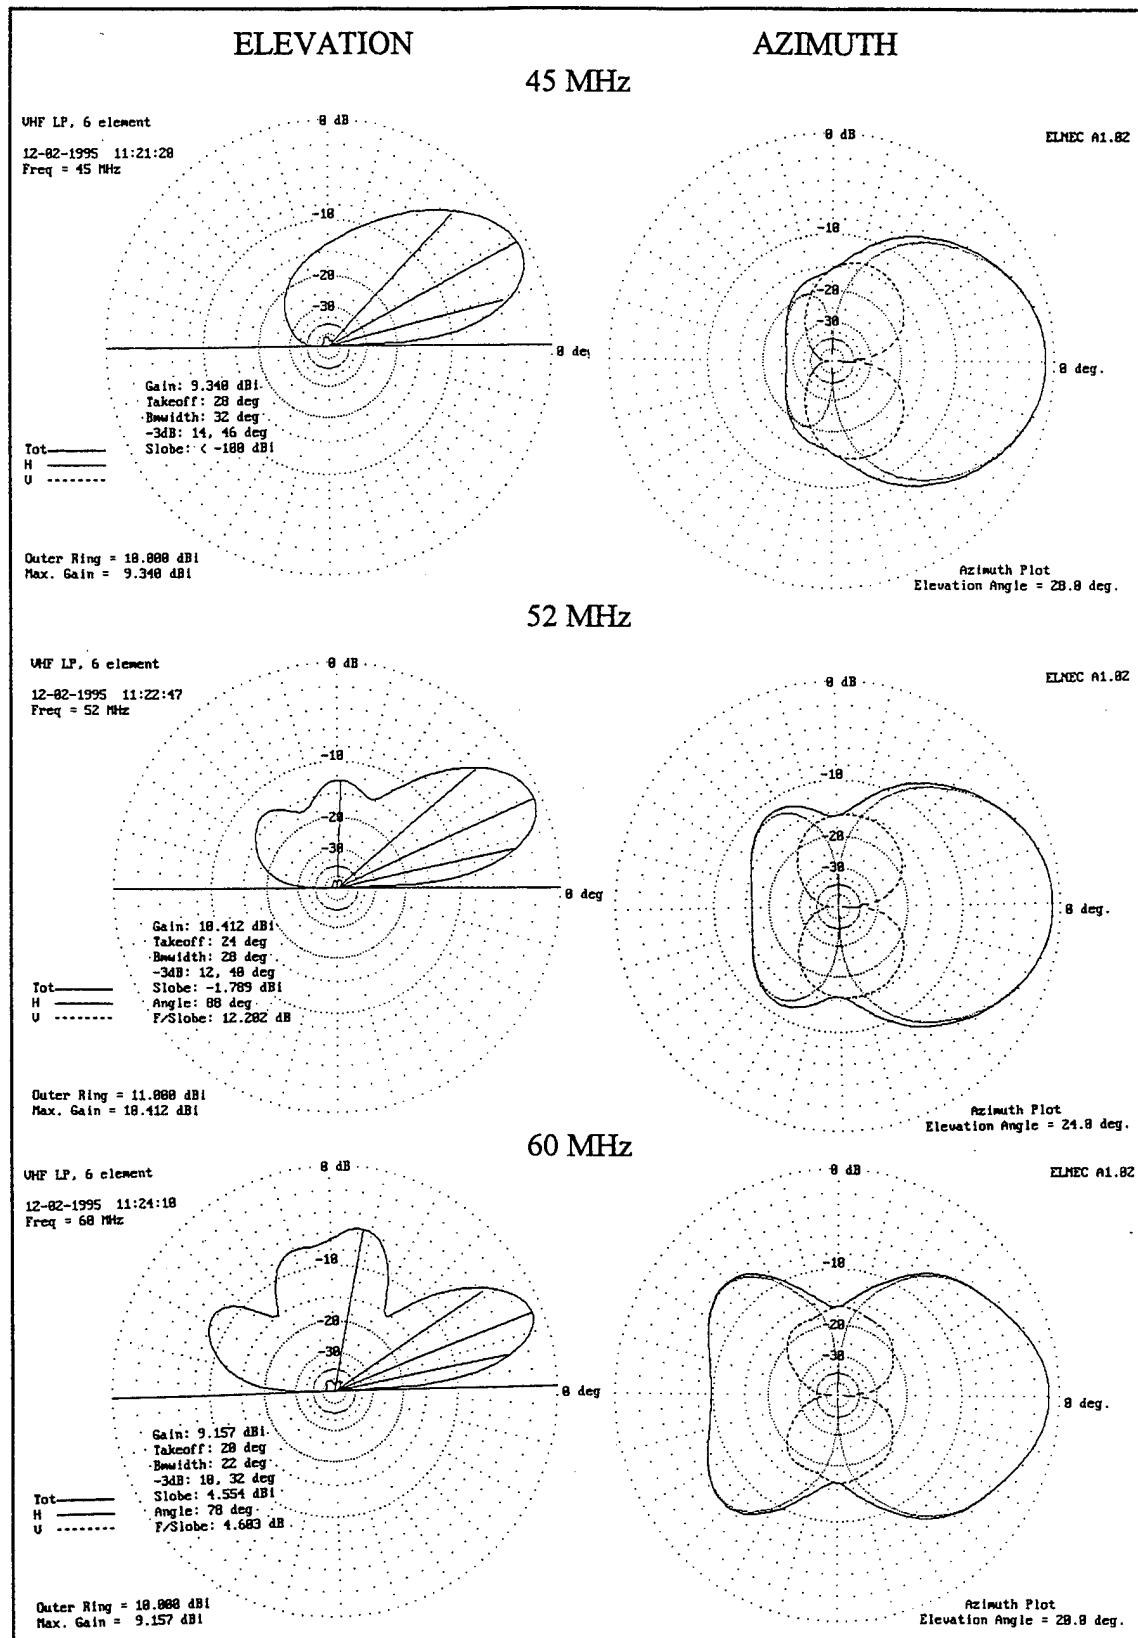 ELEVATION
AZIMUTH
45 MHz
VHF LP, 6 element
12-02-1995 11:21:20
Freq = 45 MHz
0 dB
-10
-20
-30
0 deg
Gain: 9.340 dBi
Takeoff: 28 deg
Bmwidth: 32 deg
-3dB: 14, 46 deg
Slobe: < -100 dBi
Tot
H
V
Outer Ring = 10.000 dBi
Max. Gain = 9.340 dBi
0 dB
ELNEC A1.02
-10
-20
-30
0 deg.
Azimuth Plot
Elevation Angle = 28.0 deg.
52 MHz
VHF LP, 6 element
12-02-1995 11:22:47
Freq = 52 MHz
0 dB
-10
-20
-30
0 deg
Gain: 10.412 dBi
Takeoff: 24 deg
Bmwidth: 28 deg
-3dB: 12, 40 deg
Slobe: -1.789 dBi
Angle: 88 deg
F/Slobe: 12.202 dB
Tot
H
V
Outer Ring = 11.000 dBi
Max. Gain = 10.412 dBi
0 dB
ELNEC A1.02
-10
-20
-30
0 deg.
Azimuth Plot
Elevation Angle = 24.0 deg.
60 MHz
VHF LP, 6 element
12-02-1995 11:24:10
Freq = 60 MHz
0 dB
-10
-20
-30
0 deg
Gain: 9.157 dBi
Takeoff: 20 deg
Bmwidth: 22 deg
-3dB: 10, 32 deg
Slobe: 4.554 dBi
Angle: 78 deg
F/Slobe: 4.603 dB
Tot
H
V
Outer Ring = 10.000 dBi
Max. Gain = 9.157 dBi
0 dB
ELNEC A1.02
-10
-20
-30
0 deg.
Azimuth Plot
Elevation Angle = 20.0 deg.